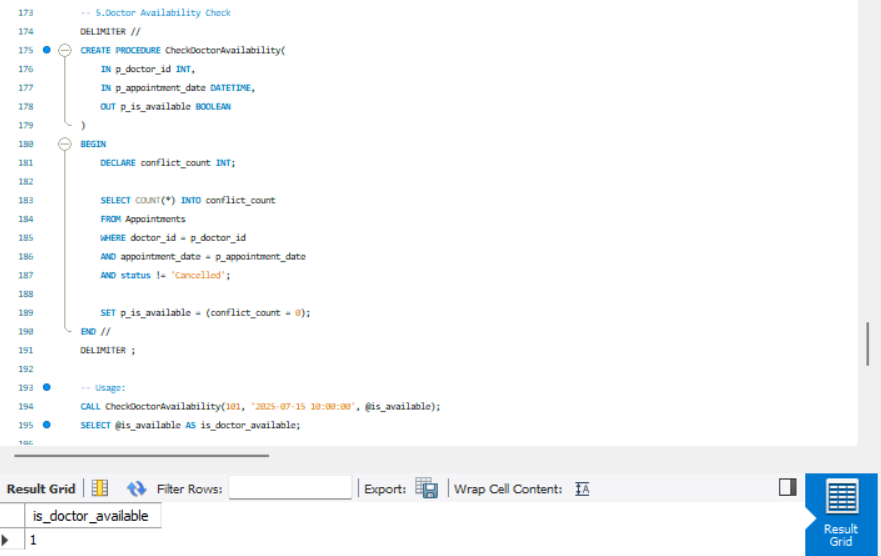 173 -- 5.Doctor Availability Check
174 DELIMITER //
175 CREATE PROCEDURE CheckDoctorAvailability(
176 IN p_doctor_id INT,
177 IN p_appointment_date DATETIME,
178 OUT p_is_available BOOLEAN
179 )
180 BEGIN
181 DECLARE conflict_count INT;
182
183 SELECT COUNT(*) INTO conflict_count
184 FROM Appointments
185 WHERE doctor_id = p_doctor_id
186 AND appointment_date = p_appointment_date
187 AND status != 'Cancelled';
188
189 SET p_is_available = (conflict_count = 0);
190 END //
191 DELIMITER ;
192
193 -- Usage:
194 CALL CheckDoctorAvailability(101, '2025-07-15 10:00:00', @is_available);
195 SELECT @is_available AS is_doctor_available;
196
Result Grid Filter Rows: Export: Wrap Cell Content: IA
is_doctor_available
1
Result
Grid